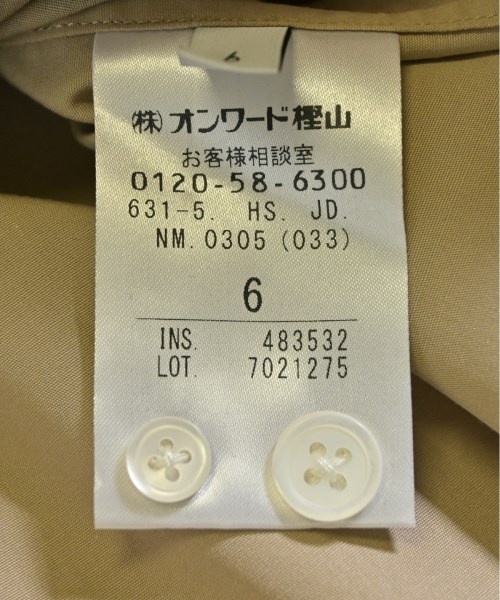 ㈱オンワード樫山
お客様相談室
0120-58-6300
631-5. HS. JD.
NM. 0305 (033)
6
INS. 483532
LOT. 7021275